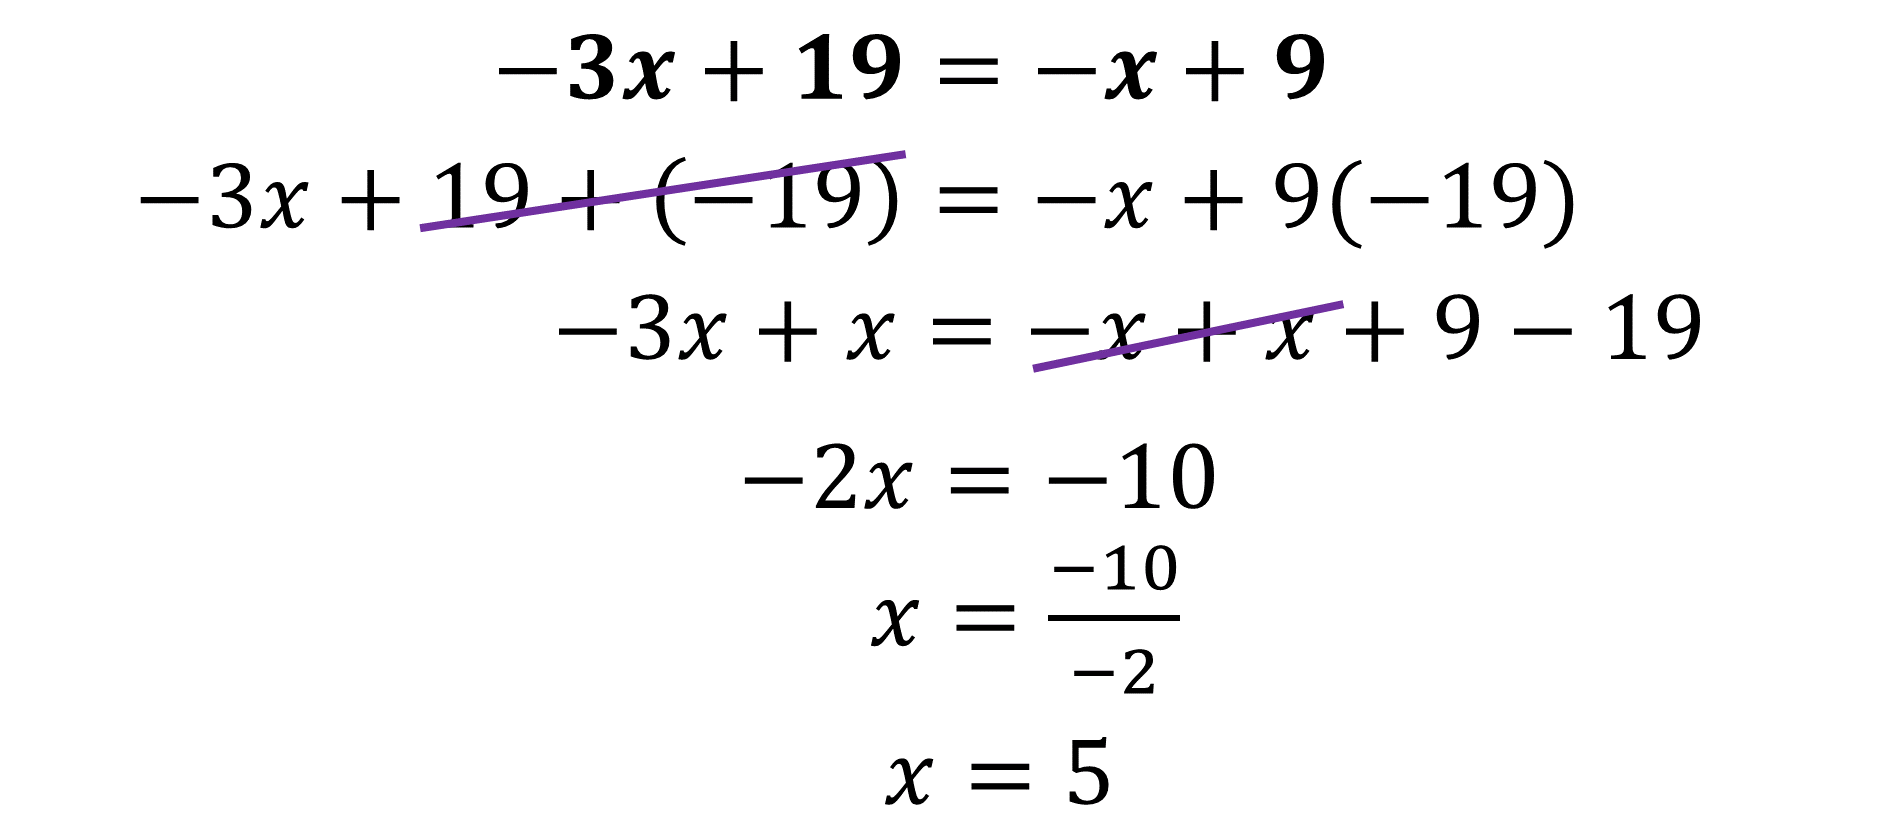 −3x + 19 = −x + 9
−3x + 19 + (−19) = −x + 9(−19)
−3x + x = −x + x + 9 − 19
−2x = −10
x = −10/−2
x = 5